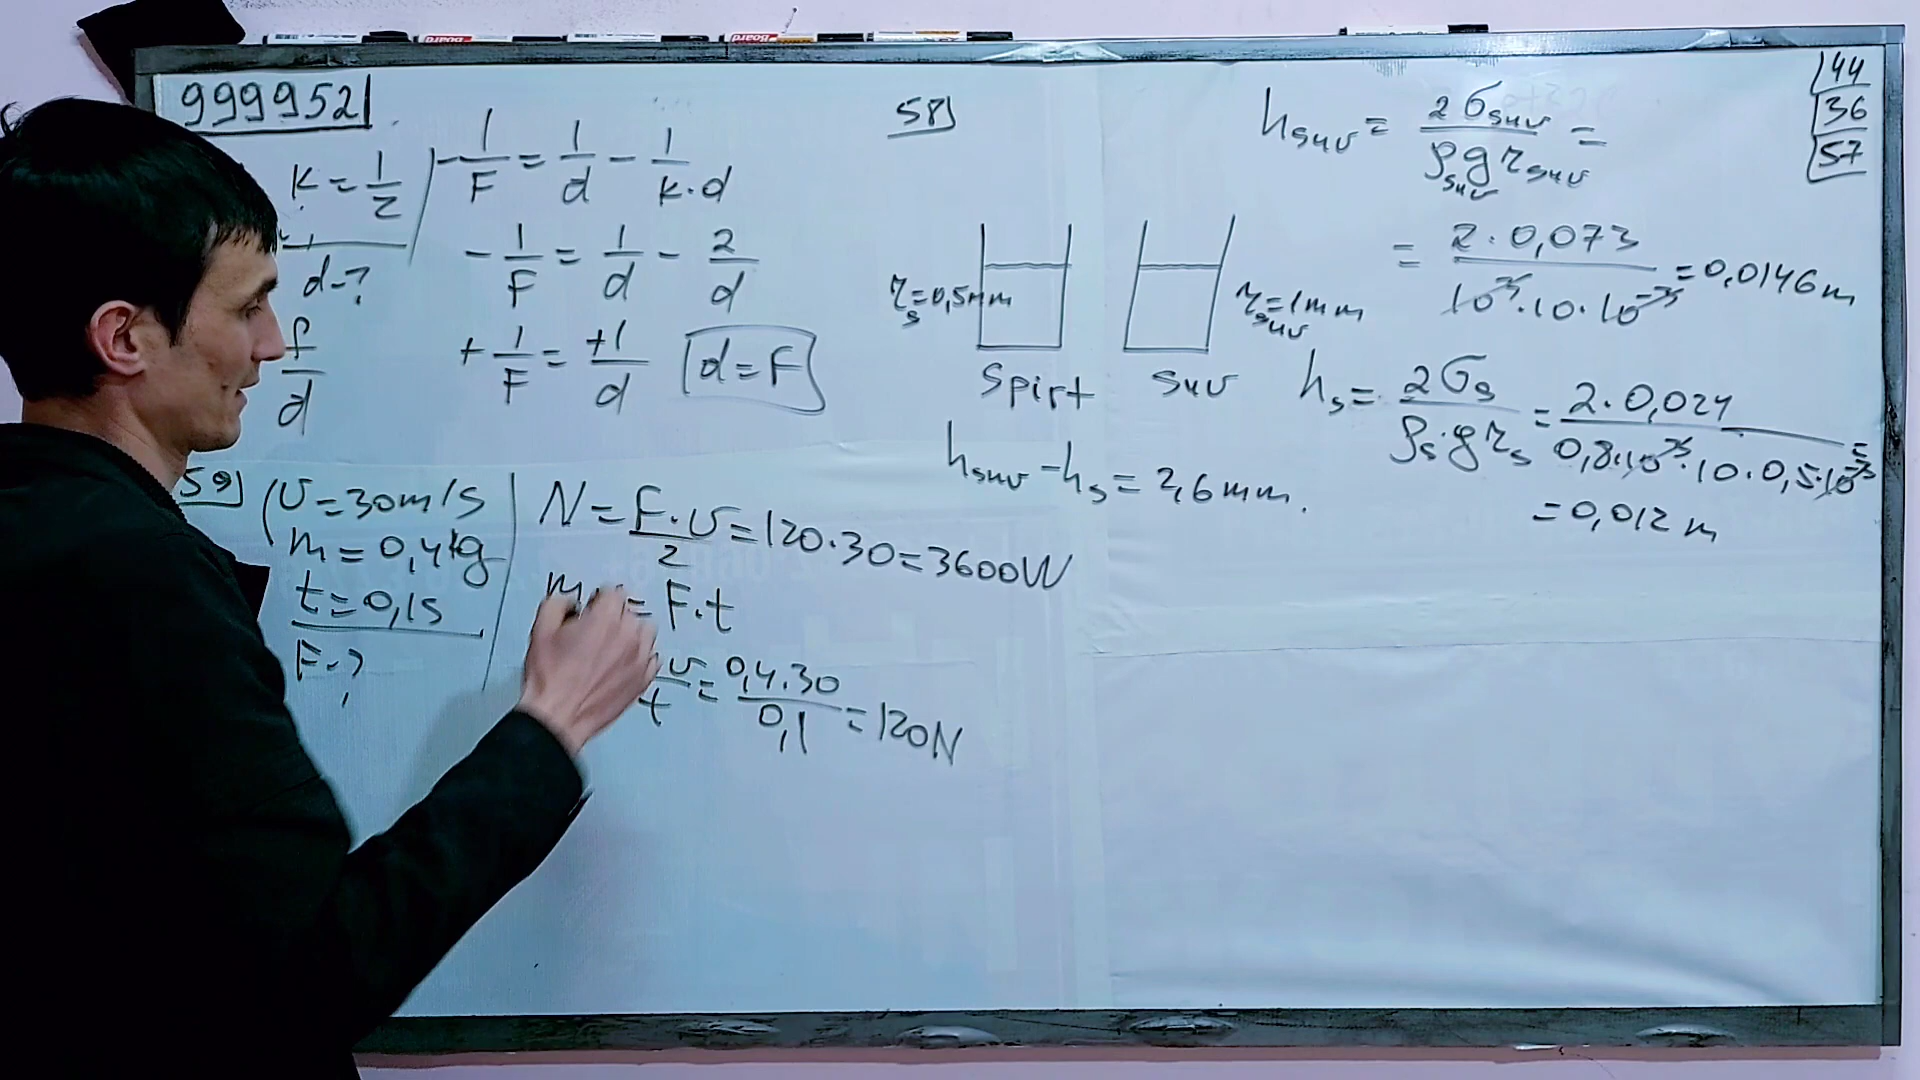 999952
K = 1/2
d-?
f/d
-1/F = 1/d - 1/K·d
-1/F = 1/d - 2/d
+1/F = +1/d
d=F
59)
υ=30m/s
m=0,4kg
t=0,1s
F-?
N = F·υ/2 = 120·30 = 3600W
= F·t
υ/t = 0,4·30/0,1 = 120N
58)
r_s=0,5mm
r_suv=1mm
Spirt
suv
h_suv - h_s = 2,6mm.
h_suv = 2σ_suv/ρ_suv g r_suv =
= 2·0,073/10³·10·10⁻³ = 0,0146m
h_s = 2σ_s/ρ_s·g r_s = 2·0,024/0,8·10³·10·0,5·10⁻³ =
= 0,012 m
44
36
57